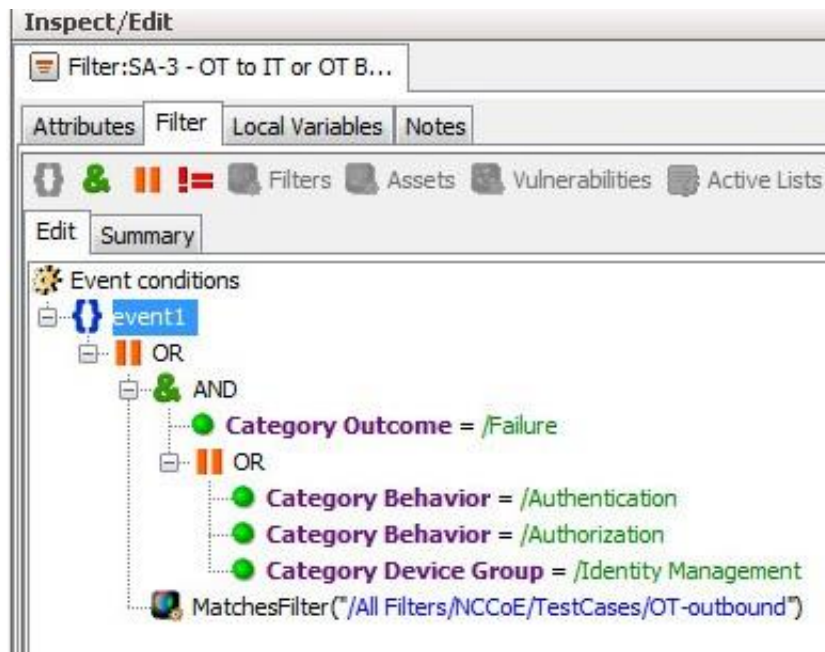 Inspect/Edit
Filter:SA-3 - OT to IT or OT B...
Attributes Filter Local Variables Notes
{} & || != Filters Assets Vulnerabilities Active Lists
Edit Summary
Event conditions
{} event1
|| OR
& AND
Category Outcome = /Failure
|| OR
Category Behavior = /Authentication
Category Behavior = /Authorization
Category Device Group = /Identity Management
MatchesFilter("/All Filters/NCCoE/TestCases/OT-outbound")